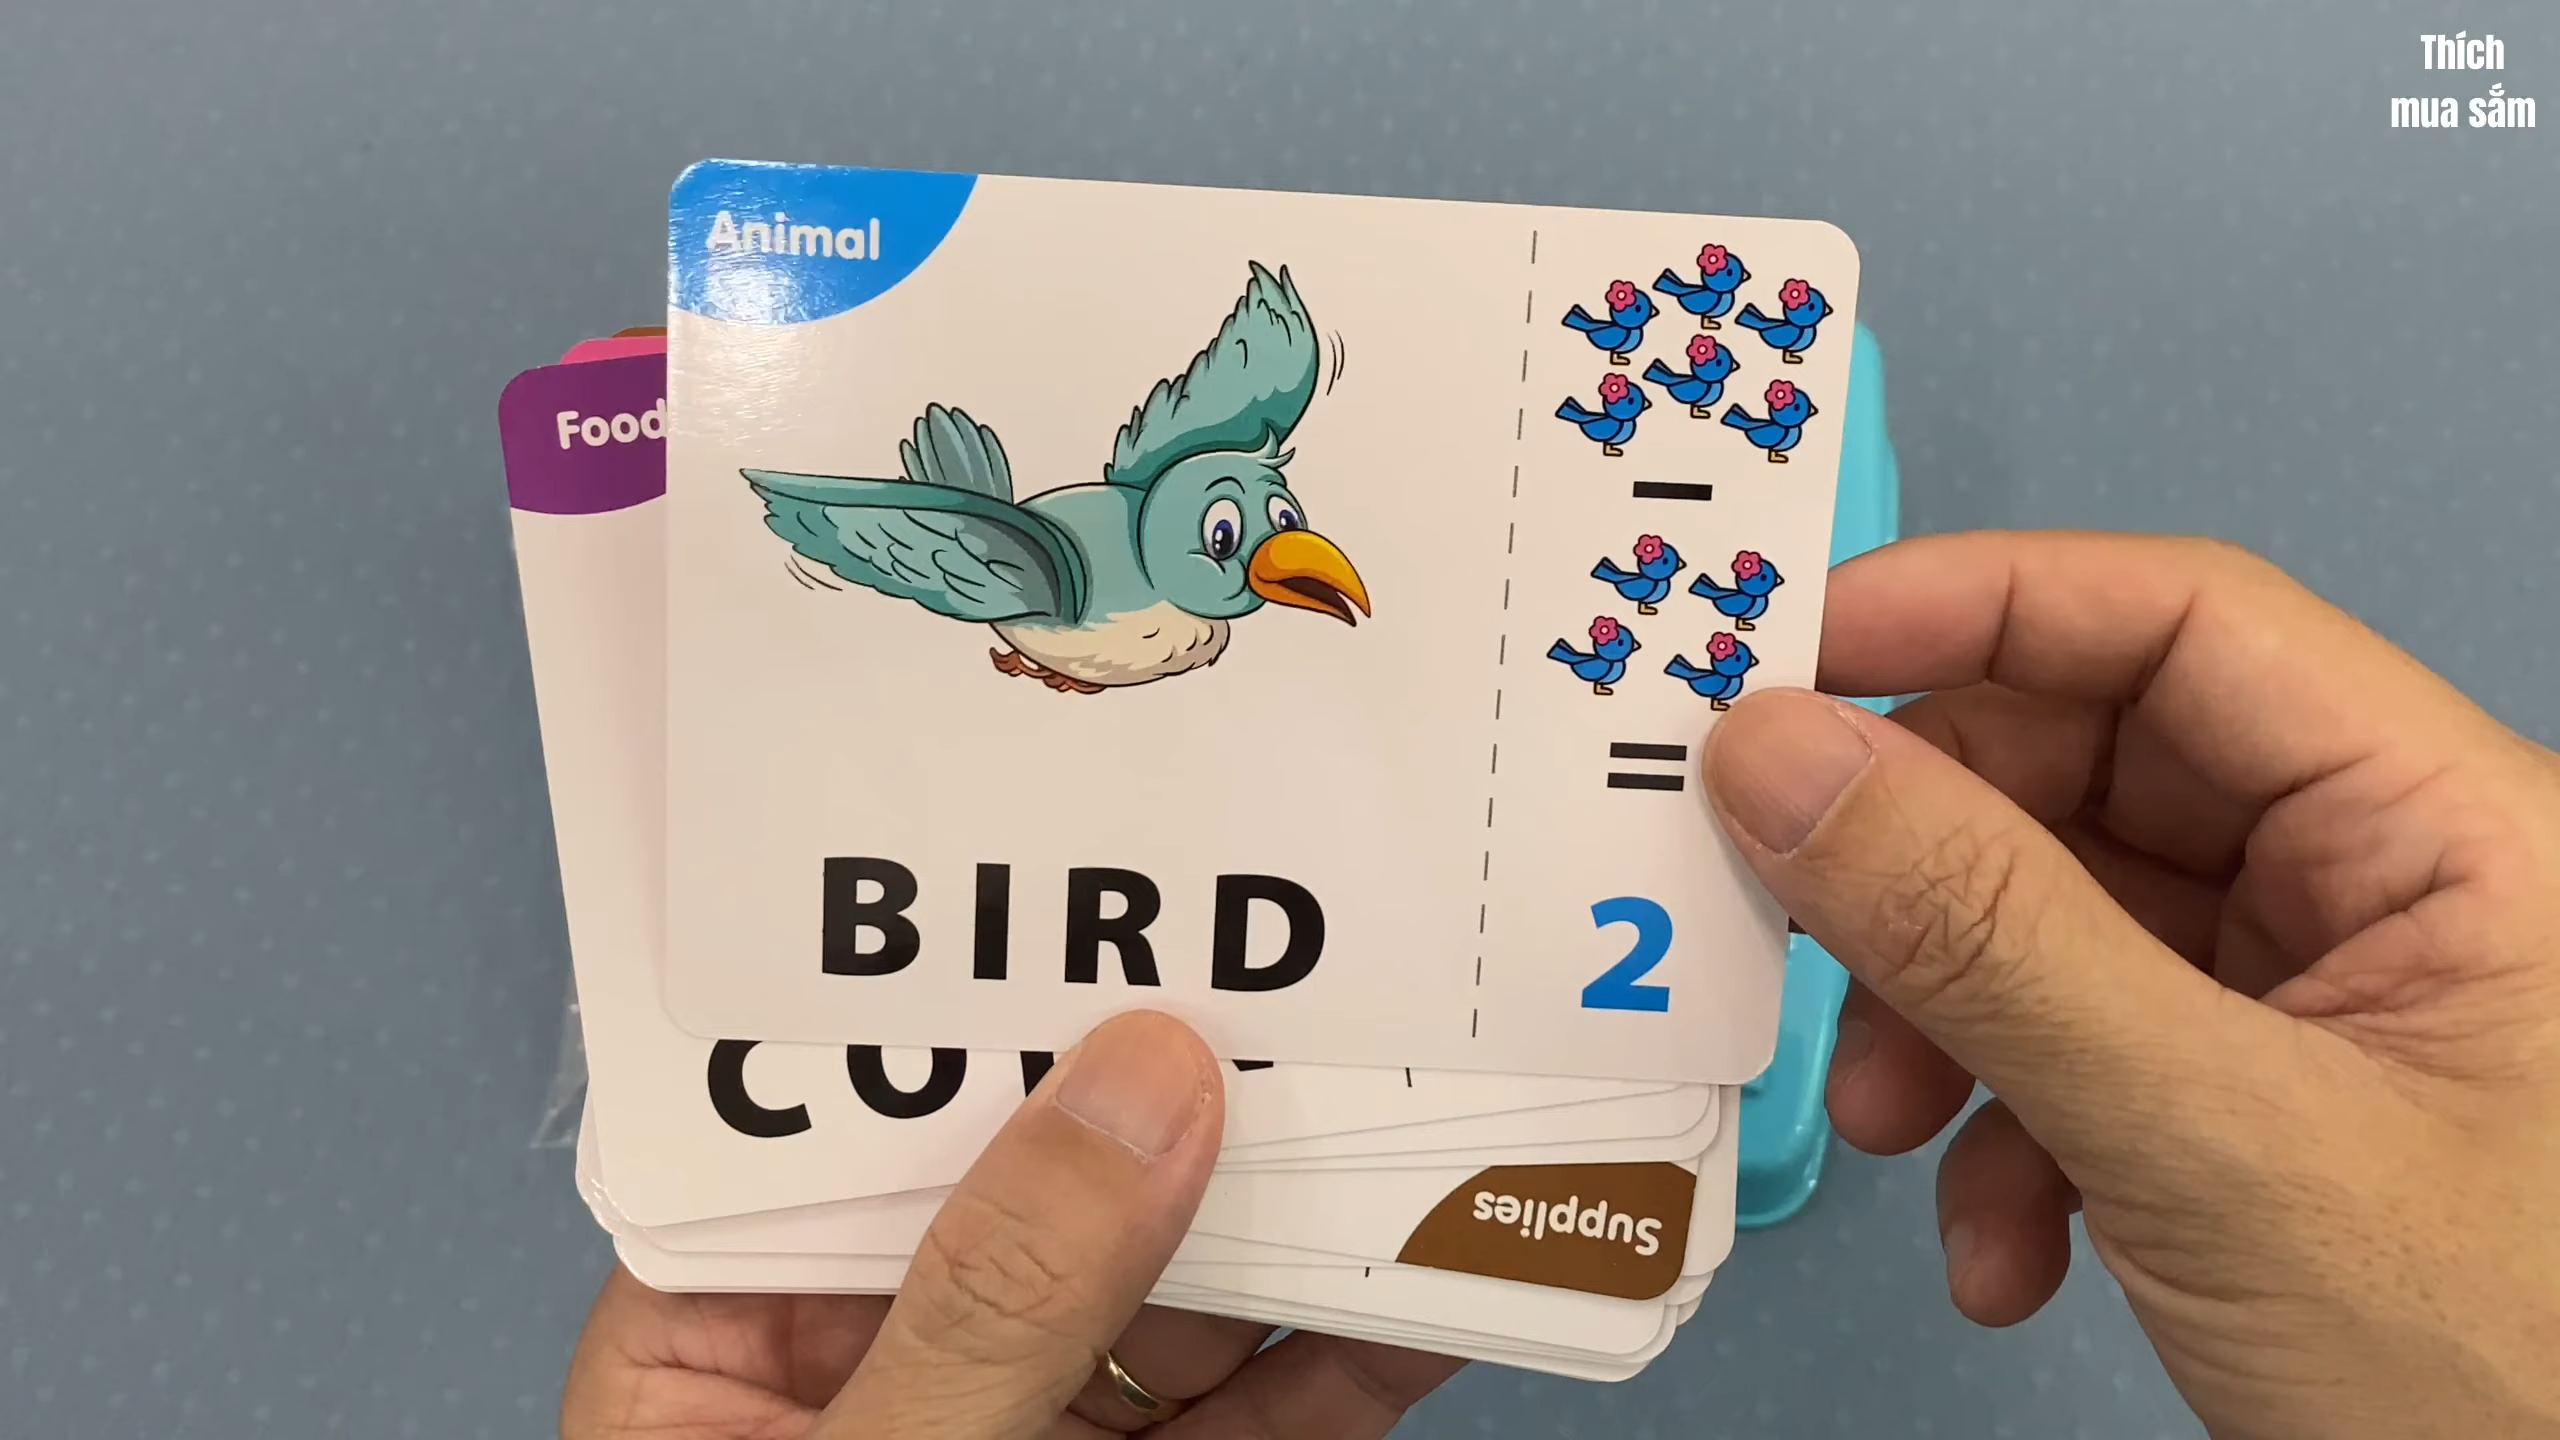 Thích
mua sắm
Animal
Food
−
=
BIRD
2
Supplies